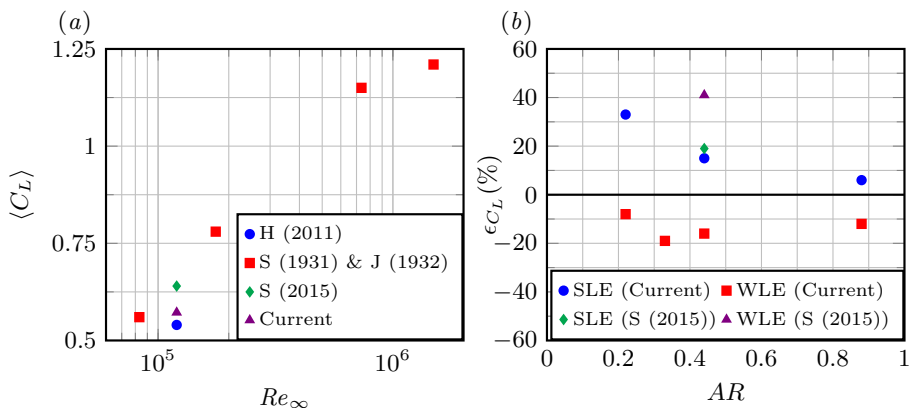 (a)
1.25
1
0.75
0.5
⟨C_L⟩
10^5
10^6
Re_∞
H (2011)
S (1931) & J (1932)
S (2015)
Current
(b)
60
40
20
0
−20
−40
−60
ϵ_{C_L}(%)
0
0.2
0.4
0.6
0.8
1
AR
SLE (Current)
WLE (Current)
SLE (S (2015))
WLE (S (2015))